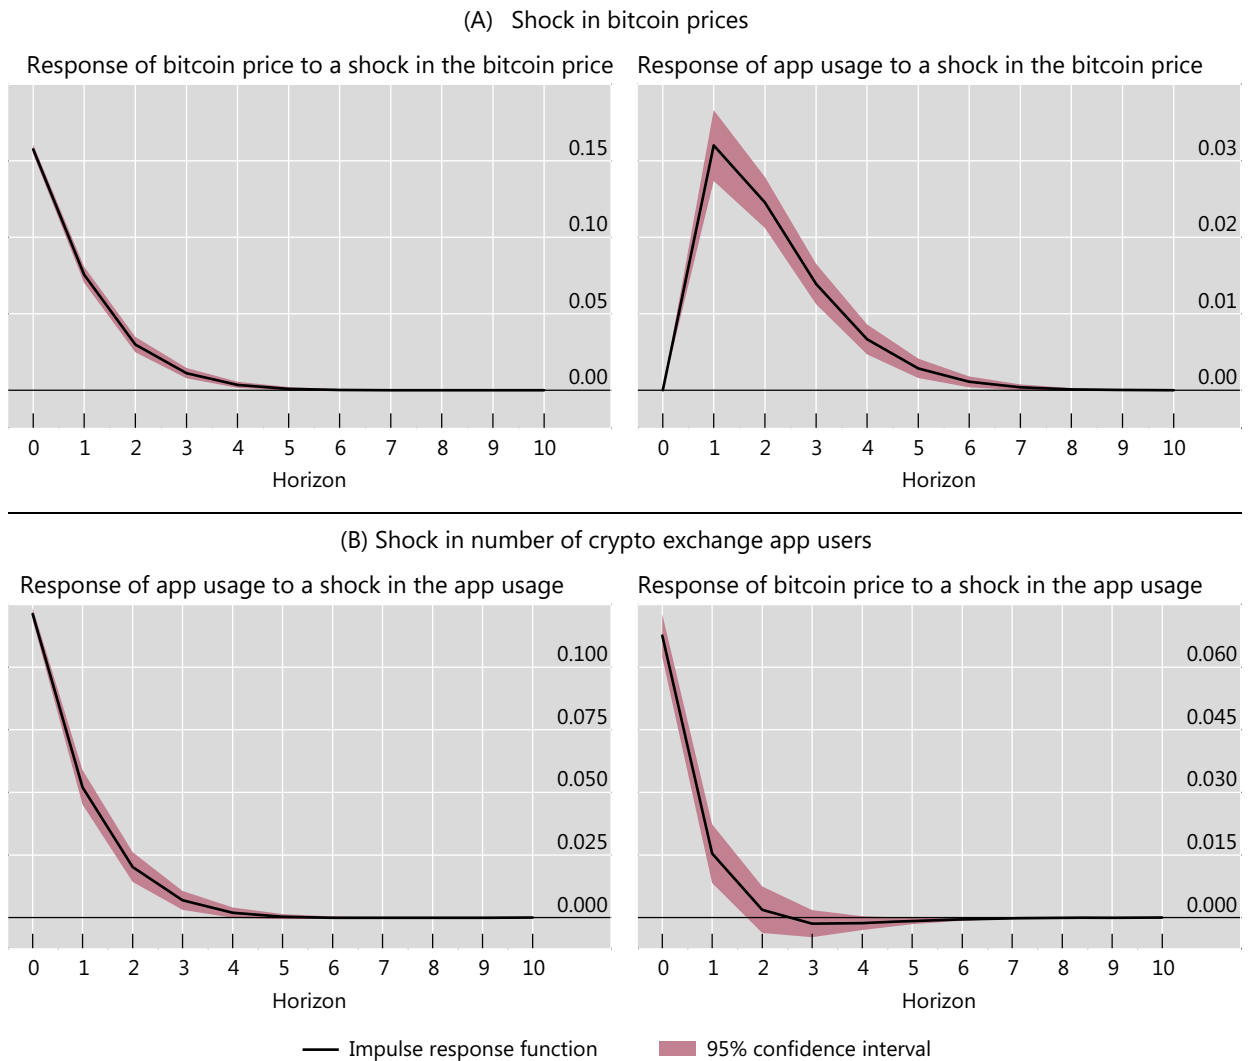 (A) Shock in bitcoin prices
Response of bitcoin price to a shock in the bitcoin price
0.15
0.10
0.05
0.00
0 1 2 3 4 5 6 7 8 9 10
Horizon
Response of app usage to a shock in the bitcoin price
0.03
0.02
0.01
0.00
0 1 2 3 4 5 6 7 8 9 10
Horizon
(B) Shock in number of crypto exchange app users
Response of app usage to a shock in the app usage
0.100
0.075
0.050
0.025
0.000
0 1 2 3 4 5 6 7 8 9 10
Horizon
Response of bitcoin price to a shock in the app usage
0.060
0.045
0.030
0.015
0.000
0 1 2 3 4 5 6 7 8 9 10
Horizon
Impulse response function
95% confidence interval